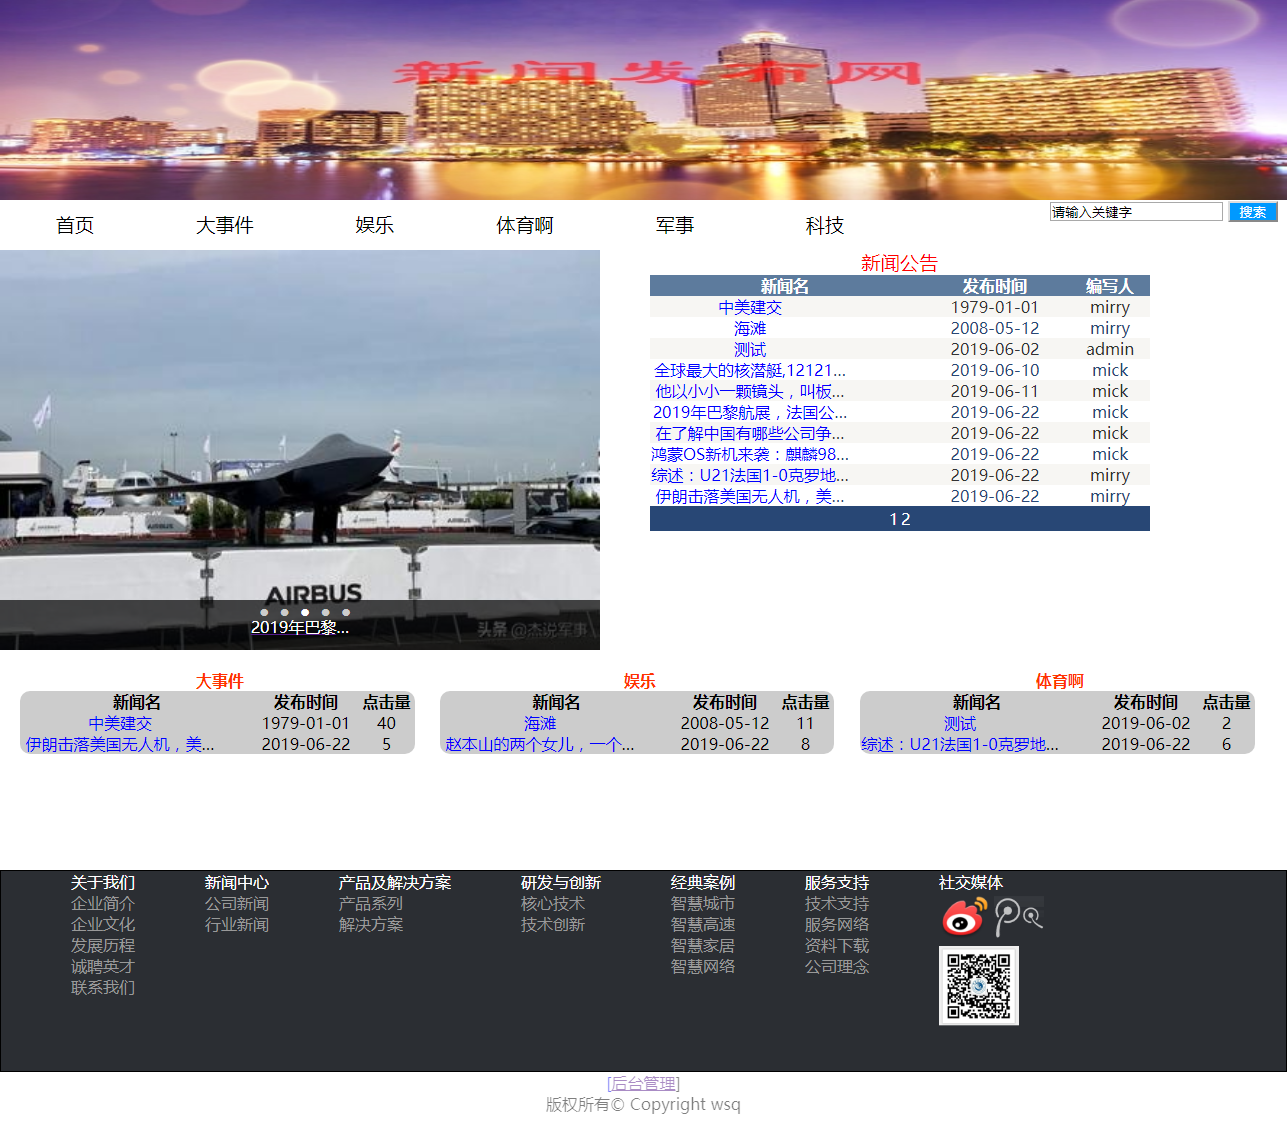 新闻发布网
首页 大事件 娱乐 体育啊 军事 科技 请输入关键字 搜索
新闻公告
新闻名 发布时间 编写人
中美建交 1979-01-01 mirry
海滩 2008-05-12 mirry
测试 2019-06-02 admin
全球最大的核潜艇,12121... 2019-06-10 mick
他以小小一颗镜头，叫板... 2019-06-11 mick
2019年巴黎航展，法国公... 2019-06-22 mick
在了解中国有哪些公司争... 2019-06-22 mick
鸿蒙OS新机来袭：麒麟98... 2019-06-22 mick
综述：U21法国1-0克罗地... 2019-06-22 mirry
伊朗击落美国无人机，美... 2019-06-22 mirry
1 2
AIRBUS
2019年巴黎...
头条 @杰说军事
大事件
新闻名 发布时间 点击量
中美建交 1979-01-01 40
伊朗击落美国无人机，美... 2019-06-22 5
娱乐
新闻名 发布时间 点击量
海滩 2008-05-12 11
赵本山的两个女儿，一个... 2019-06-22 8
体育啊
新闻名 发布时间 点击量
测试 2019-06-02 2
综述：U21法国1-0克罗地... 2019-06-22 6
关于我们
企业简介
企业文化
发展历程
诚聘英才
联系我们
新闻中心
公司新闻
行业新闻
产品及解决方案
产品系列
解决方案
研发与创新
核心技术
技术创新
经典案例
智慧城市
智慧高速
智慧家居
智慧网络
服务支持
技术支持
服务网络
资料下载
公司理念
社交媒体
[后台管理]
版权所有© Copyright wsq